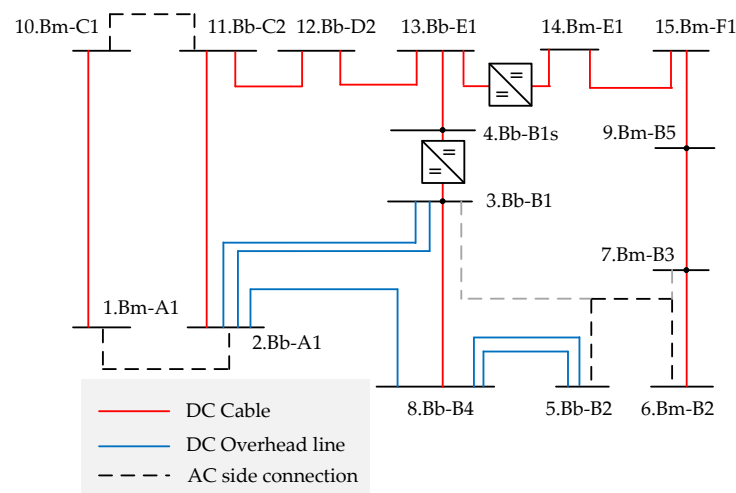 10.Bm-C1
11.Bb-C2
12.Bb-D2
13.Bb-E1
14.Bm-E1
15.Bm-F1
=
=
4.Bb-B1s
9.Bm-B5
=
=
3.Bb-B1
7.Bm-B3
1.Bm-A1
2.Bb-A1
8.Bb-B4
5.Bb-B2
6.Bm-B2
DC Cable
DC Overhead line
AC side connection